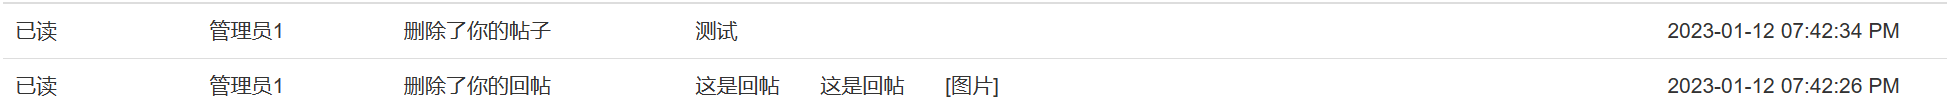 已读 管理员1 删除了你的帖子 测试 2023-01-12 07:42:34 PM
已读 管理员1 删除了你的回帖 这是回帖 这是回帖 [图片] 2023-01-12 07:42:26 PM